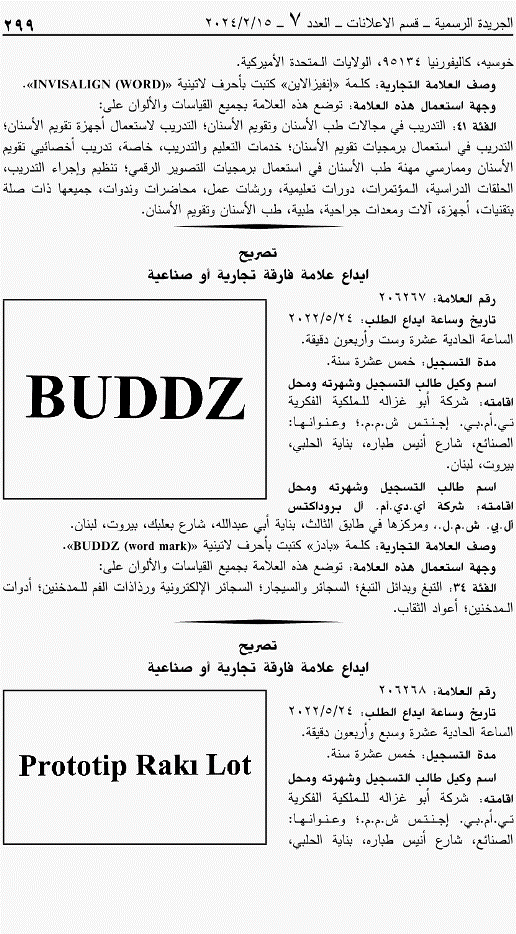 الجريدة الرسمية ــ قسم الاعلانات ــ العدد ٧ ــ ٢٠٢٤/٢/١٥
٢٩٩
خوسيه، كاليفورنيا ٩٥١٣٤، الولايات المتحدة الأميركية.
وصف العلامة التجارية: كلمة «إنفيزالاين» كتبت بأحرف لاتينية «INVISALIGN (WORD)».
وجهة استعمال هذه العلامة: توضع هذه العلامة بجميع القياسات والألوان على:
الفئة ٤١: التدريب في مجالات طب الأسنان وتقويم الأسنان؛ التدريب لاستعمال أجهزة تقويم الأسنان؛
التدريب في استعمال برمجيات تقويم الأسنان؛ خدمات التعليم والتدريب، خاصة، تدريب أخصائيي تقويم
الأسنان وممارسي مهنة طب الأسنان في استعمال برمجيات التصوير الرقمي؛ تنظيم وإجراء التدريب،
الحلقات الدراسية، المؤتمرات، دورات تعليمية، ورشات عمل، محاضرات وندوات، جميعها ذات صلة
بتقنيات، أجهزة، آلات ومعدات جراحية، طبية، طب الأسنان وتقويم الأسنان.
تصريح
ايداع علامة فارقة تجارية أو صناعية
رقم العلامة: ٢٠٦٢٦٧
تاريخ وساعة ايداع الطلب: ٢٠٢٢/٥/٢٤
الساعة الحادية عشرة وست وأربعون دقيقة.
مدة التسجيل: خمس عشرة سنة.
اسم وكيل طالب التسجيل وشهرته ومحل
اقامته: شركة أبو غزاله للملكية الفكرية
تي.أم.بي. إجنتس ش.م.م.؛ وعنوانها:
الصنائع، شارع أنيس طباره، بناية الحلبي،
بيروت، لبنان.
BUDDZ
اسم طالب التسجيل وشهرته ومحل
اقامته: شركة آي.دي.أم. آل بروداكتس
آل.بي. ش.م.ل.، ومركزها في طابق الثالث، بناية أبي عبدالله، شارع بعلبك، بيروت، لبنان.
وصف العلامة التجارية: كلمة «بادز» كتبت بأحرف لاتينية «BUDDZ (word mark)».
وجهة استعمال هذه العلامة: توضع هذه العلامة بجميع القياسات والألوان على:
الفئة ٣٤: التبغ وبدائل التبغ؛ السجائر والسيجار؛ السجائر الإلكترونية ورذاذات الفم للمدخنين؛ أدوات
المدخنين؛ أعواد الثقاب.
تصريح
ايداع علامة فارقة تجارية أو صناعية
رقم العلامة: ٢٠٦٢٦٨
تاريخ وساعة ايداع الطلب: ٢٠٢٢/٥/٢٤
الساعة الحادية عشرة وسبع وأربعون دقيقة.
مدة التسجيل: خمس عشرة سنة.
اسم وكيل طالب التسجيل وشهرته ومحل
اقامته: شركة أبو غزاله للملكية الفكرية
تي.أم.بي. إجنتس ش.م.م.؛ وعنوانها:
الصنائع، شارع أنيس طباره، بناية الحلبي،
Prototip Rakı Lot